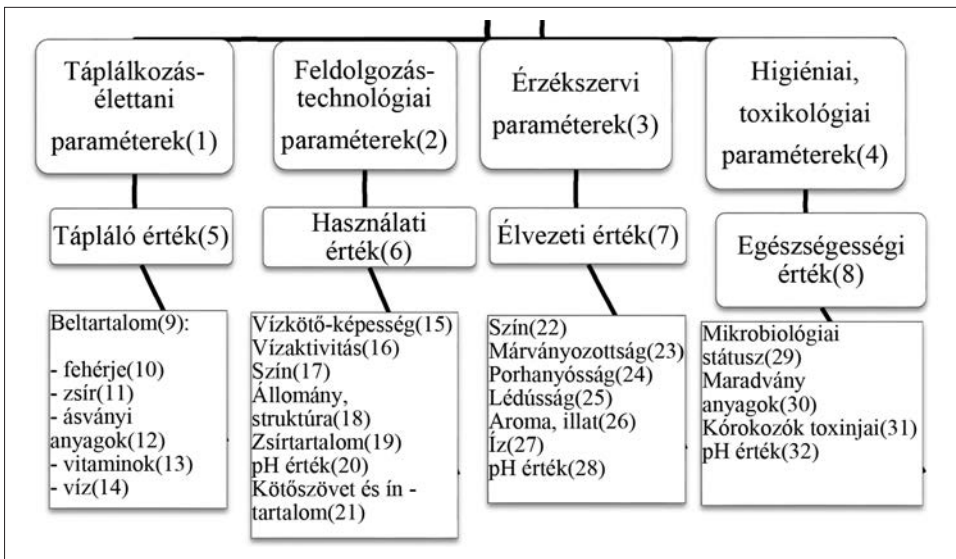 Táplálkozás-
élettani
paraméterek(1)
Feldolgozás-
technológiai
paraméterek(2)
Érzékszervi
paraméterek(3)
Higiéniai,
toxikológiai
paraméterek(4)
Tápláló érték(5)
Használati
érték(6)
Élvezeti érték(7)
Egészségességi
érték(8)
Beltartalom(9):
- fehérje(10)
- zsír(11)
- ásványi
anyagok(12)
- vitaminok(13)
- víz(14)
Vízkötő-képesség(15)
Vízaktivitás(16)
Szín(17)
Állomány,
struktúra(18)
Zsírtartalom(19)
pH érték(20)
Kötőszövet és ín -
tartalom(21)
Szín(22)
Márványozottság(23)
Porhanyósság(24)
Lédússág(25)
Aroma, illat(26)
Íz(27)
pH érték(28)
Mikrobiológiai
státusz(29)
Maradvány
anyagok(30)
Kórokozók toxinjai(31)
pH érték(32)